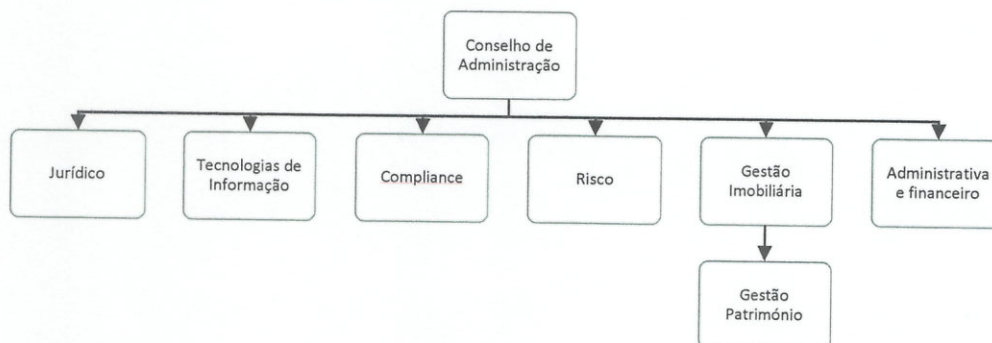 Conselho de
Administração
Jurídico
Tecnologias de
Informação
Compliance
Risco
Gestão
Imobiliária
Administrativa
e financeiro
Gestão
Património